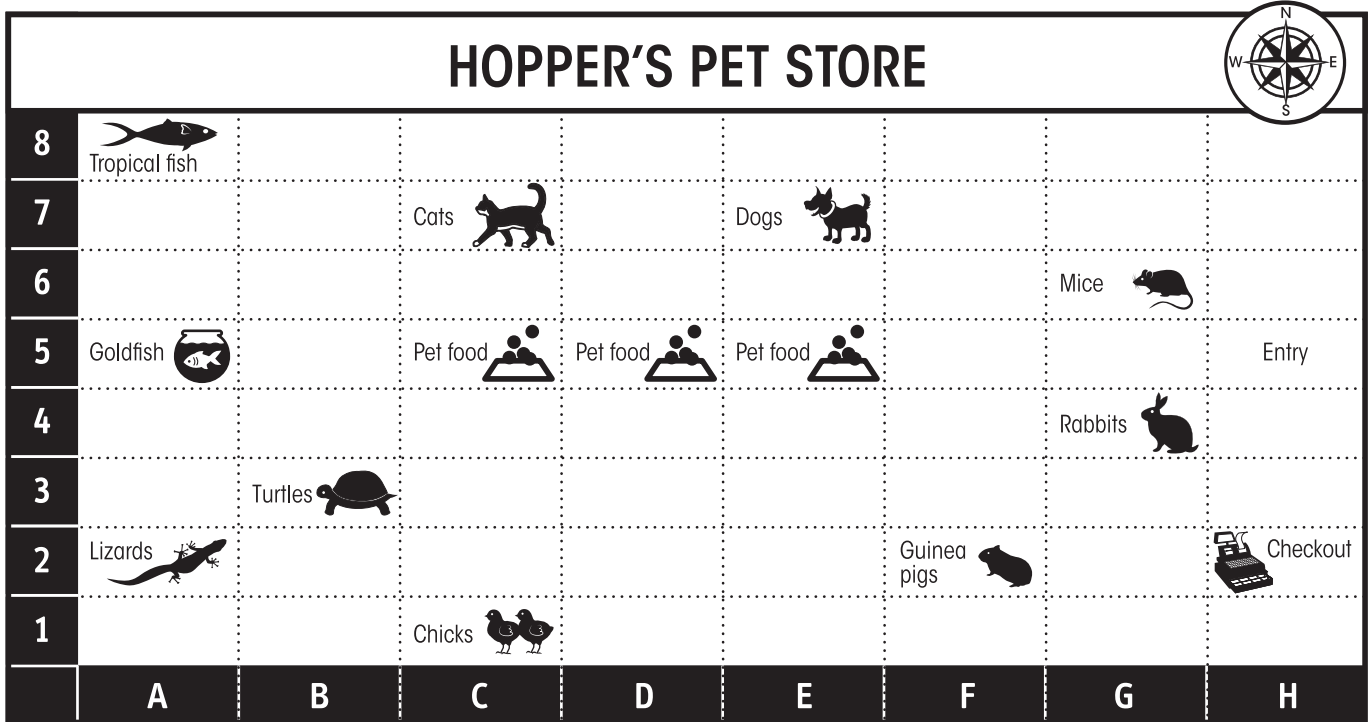 N
W E
S
HOPPER'S PET STORE
8
Tropical fish
7
Cats
Dogs
6
Mice
5
Goldfish
Pet food
Pet food
Pet food
Entry
4
Rabbits
3
Turtles
2
Lizards
Guinea
pigs
Checkout
1
Chicks
A B C D E F G H